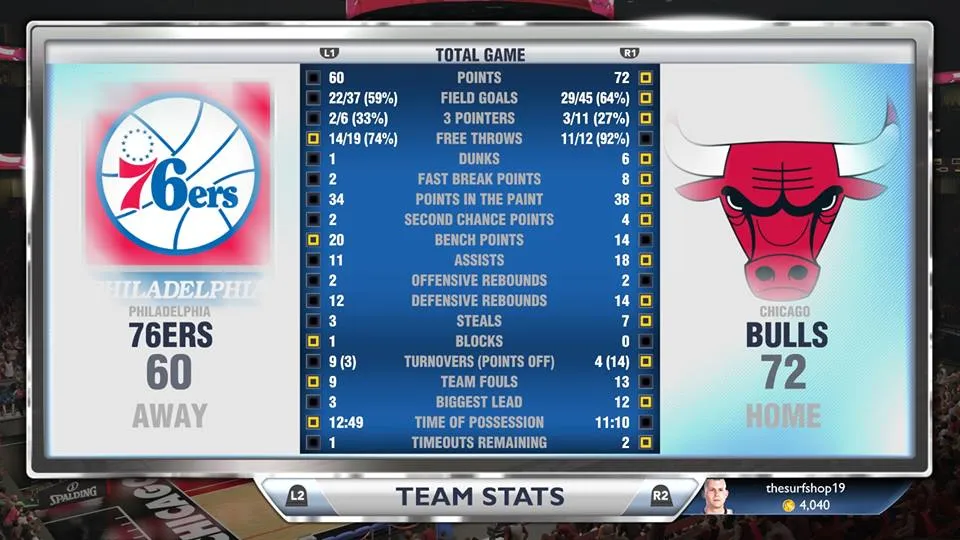 L1 TOTAL GAME R1
60 POINTS 72
22/37 (59%) FIELD GOALS 29/45 (64%)
2/6 (33%) 3 POINTERS 3/11 (27%)
14/19 (74%) FREE THROWS 11/12 (92%)
1 DUNKS 6
2 FAST BREAK POINTS 8
34 POINTS IN THE PAINT 38
2 SECOND CHANCE POINTS 4
20 BENCH POINTS 14
11 ASSISTS 18
2 OFFENSIVE REBOUNDS 2
12 DEFENSIVE REBOUNDS 14
3 STEALS 7
1 BLOCKS 0
9 (3) TURNOVERS (POINTS OFF) 4 (14)
9 TEAM FOULS 13
3 BIGGEST LEAD 12
12:49 TIME OF POSSESSION 11:10
1 TIMEOUTS REMAINING 2
76ers
PHILADELPHIA
PHILADELPHIA
76ERS
60
AWAY
CHICAGO
BULLS
72
HOME
L2 TEAM STATS R2
thesurfshop19
4,040
SPALDING
CHICAGO